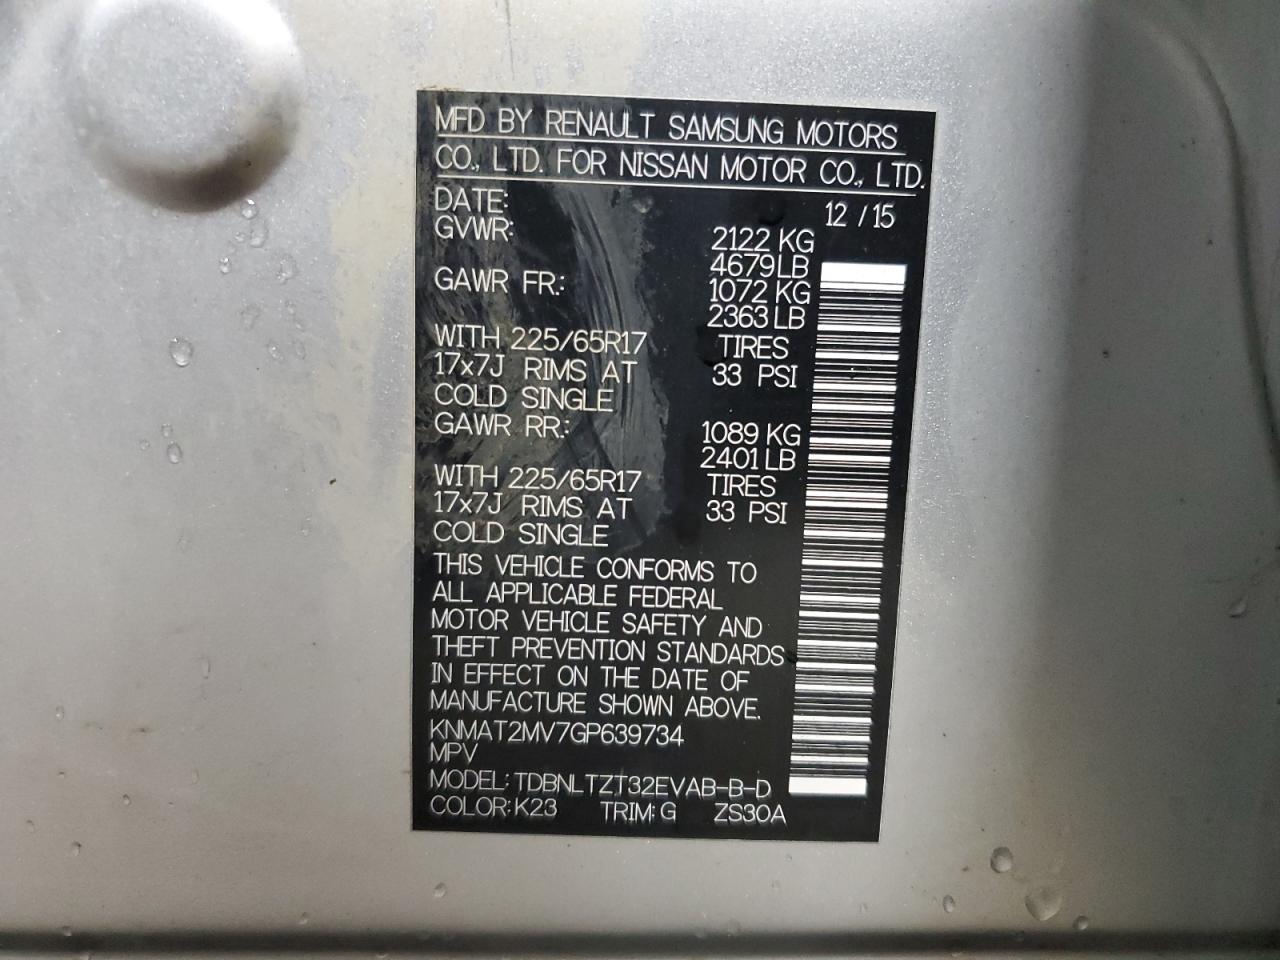 MFD BY RENAULT SAMSUNG MOTORS
CO., LTD. FOR NISSAN MOTOR CO., LTD.
DATE: 12 / 15
GVWR: 2122 KG
4679 LB
GAWR FR.: 1072 KG
2363 LB
WITH 225/65R17 TIRES
17x7J RIMS AT 33 PSI
COLD SINGLE
GAWR RR.: 1089 KG
2401 LB
WITH 225/65R17 TIRES
17x7J RIMS AT 33 PSI
COLD SINGLE
THIS VEHICLE CONFORMS TO
ALL APPLICABLE FEDERAL
MOTOR VEHICLE SAFETY AND
THEFT PREVENTION STANDARDS
IN EFFECT ON THE DATE OF
MANUFACTURE SHOWN ABOVE.
KNMAT2MV7GP639734
MPV
MODEL: TDBNLTZT32EVAB-B-D
COLOR: K23 TRIM: G ZS30A